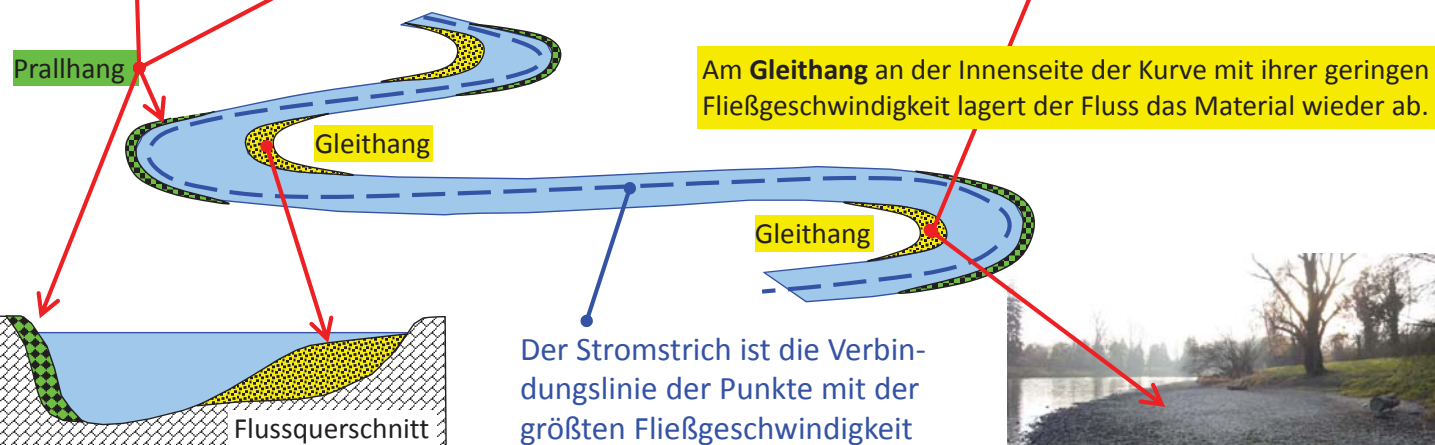 Prallhang
Am Gleithang an der Innenseite der Kurve mit ihrer geringen
Fließgeschwindigkeit lagert der Fluss das Material wieder ab.
Gleithang
Gleithang
Der Stromstrich ist die Verbin-
dungslinie der Punkte mit der
größten Fließgeschwindigkeit
Flussquerschnitt